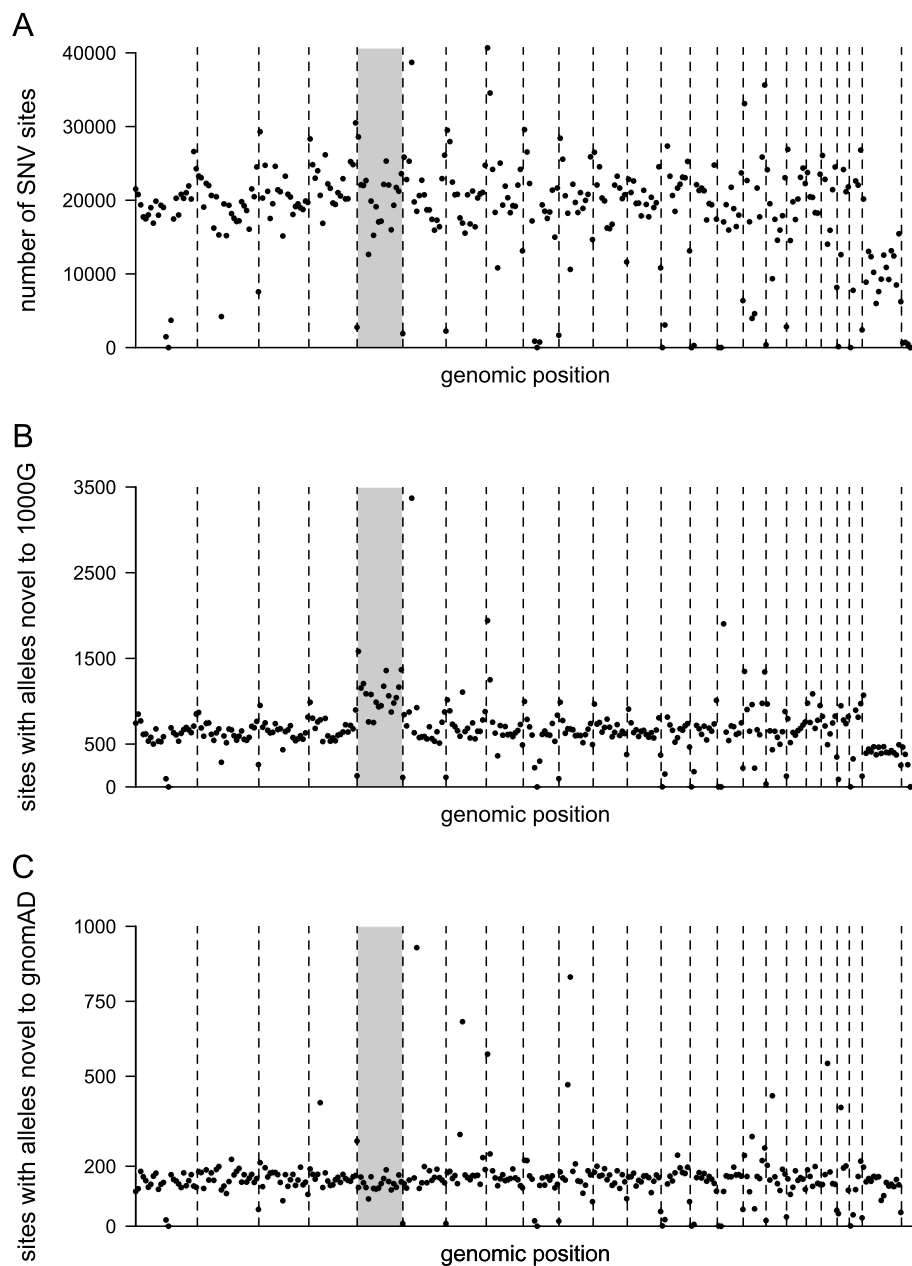 A
number of SNV sites
40000
30000
20000
10000
0
genomic position
B
sites with alleles novel to 1000G
3500
2500
1500
500
0
genomic position
C
sites with alleles novel to gnomAD
1000
750
500
200
0
genomic position